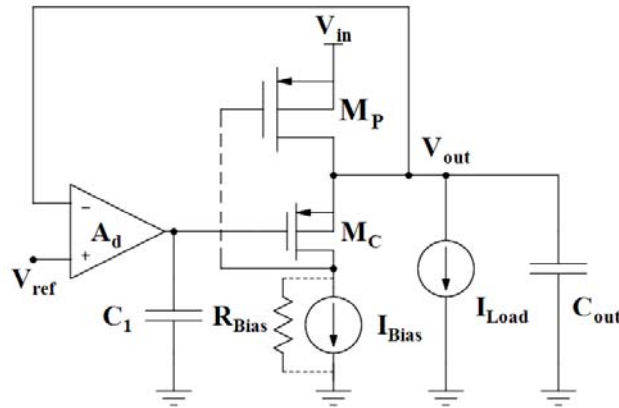 V_in
M_P
V_out
−
A_d
+
M_C
V_ref
C_1
R_Bias
I_Bias
I_Load
C_out